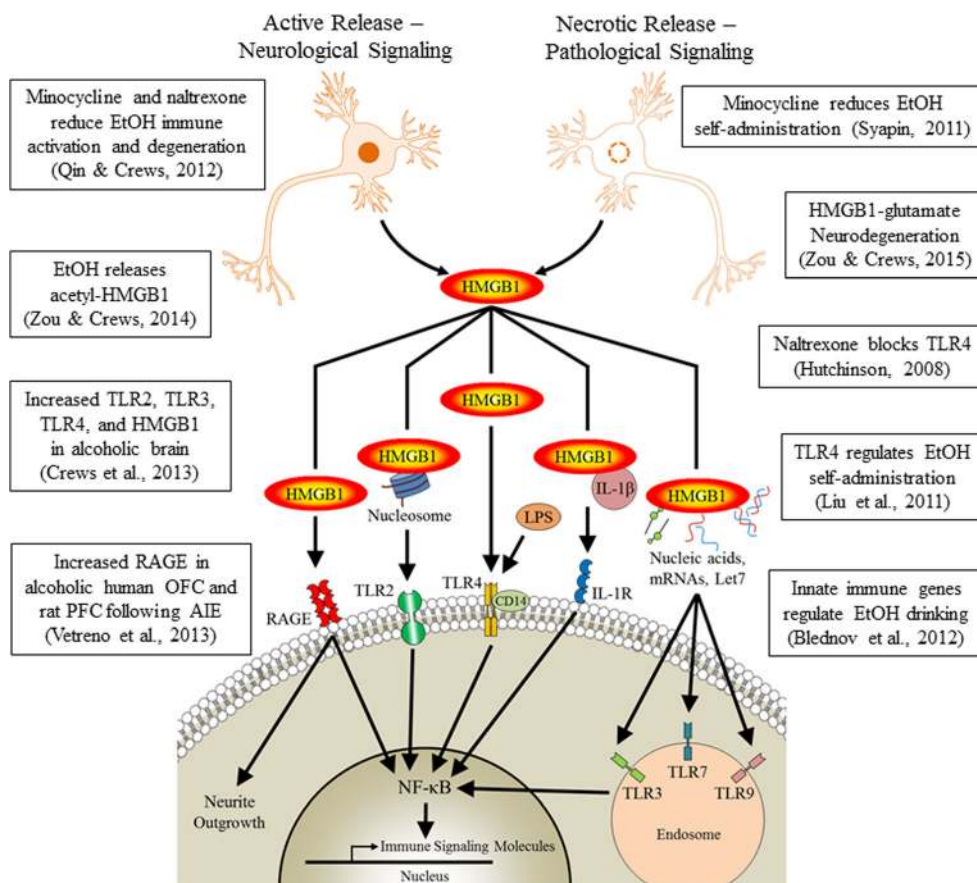 Active Release –
Neurological Signaling
Necrotic Release –
Pathological Signaling
Minocycline and naltrexone
reduce EtOH immune
activation and degeneration
(Qin & Crews, 2012)
Minocycline reduces EtOH
self-administration (Syapin, 2011)
HMGB1-glutamate
Neurodegeneration
(Zou & Crews, 2015)
EtOH releases
acetyl-HMGB1
(Zou & Crews, 2014)
HMGB1
Naltrexone blocks TLR4
(Hutchinson, 2008)
Increased TLR2, TLR3,
TLR4, and HMGB1
in alcoholic brain
(Crews et al., 2013)
HMGB1
HMGB1
HMGB1
HMGB1
HMGB1
IL-1β
Nucleosome
LPS
TLR4 regulates EtOH
self-administration
(Liu et al., 2011)
Nucleic acids,
mRNAs, Let7
Increased RAGE in
alcoholic human OFC and
rat PFC following AIE
(Vetreno et al., 2013)
RAGE
TLR2
TLR4
CD14
IL-1R
Innate immune genes
regulate EtOH drinking
(Blednov et al., 2012)
Neurite
Outgrowth
NF-κB
Immune Signaling Molecules
Nucleus
TLR3
TLR7
TLR9
Endosome